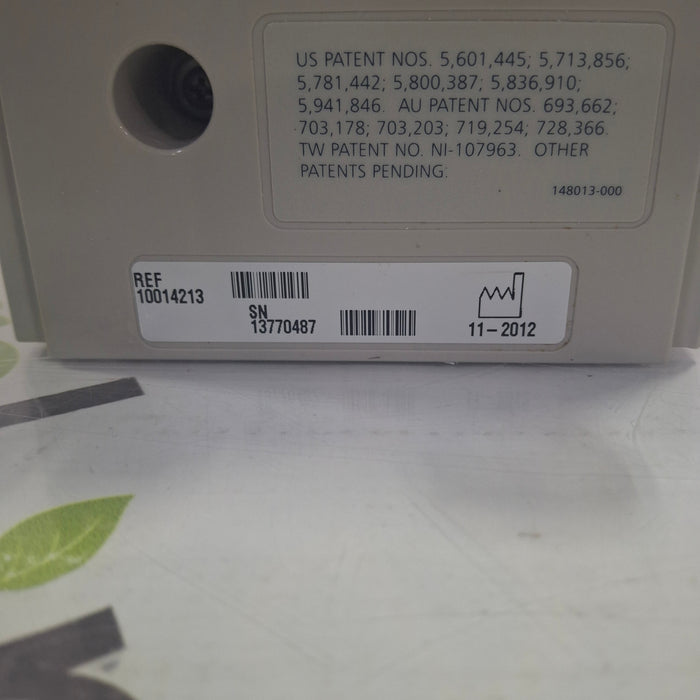 US PATENT NOS. 5,601,445; 5,713,856;
5,781,442; 5,800,387; 5,836,910;
5,941,846. AU PATENT NOS. 693,662;
703,178; 703,203; 719,254; 728,366.
TW PATENT NO. NI-107963. OTHER
PATENTS PENDING.
148013-000
REF
10014213
SN
13770487
11-2012